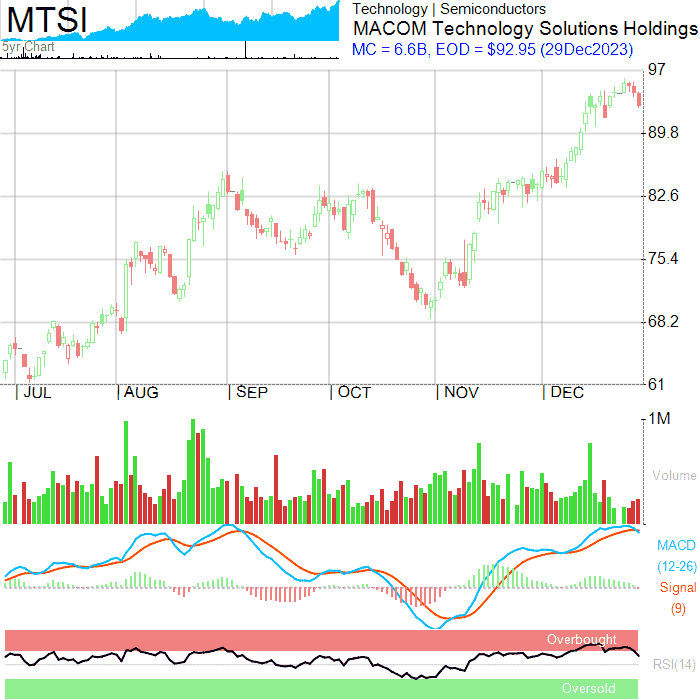 MTSI
5yr Chart
Technology | Semiconductors
MACOM Technology Solutions Holdings
MC = 6.6B, EOD = $92.95 (29Dec2023)
97
89.8
82.6
75.4
68.2
61
JUL AUG SEP OCT NOV DEC
1M
Volume
MACD
(12-26)
Signal
(9)
Overbought
RSI(14)
Oversold